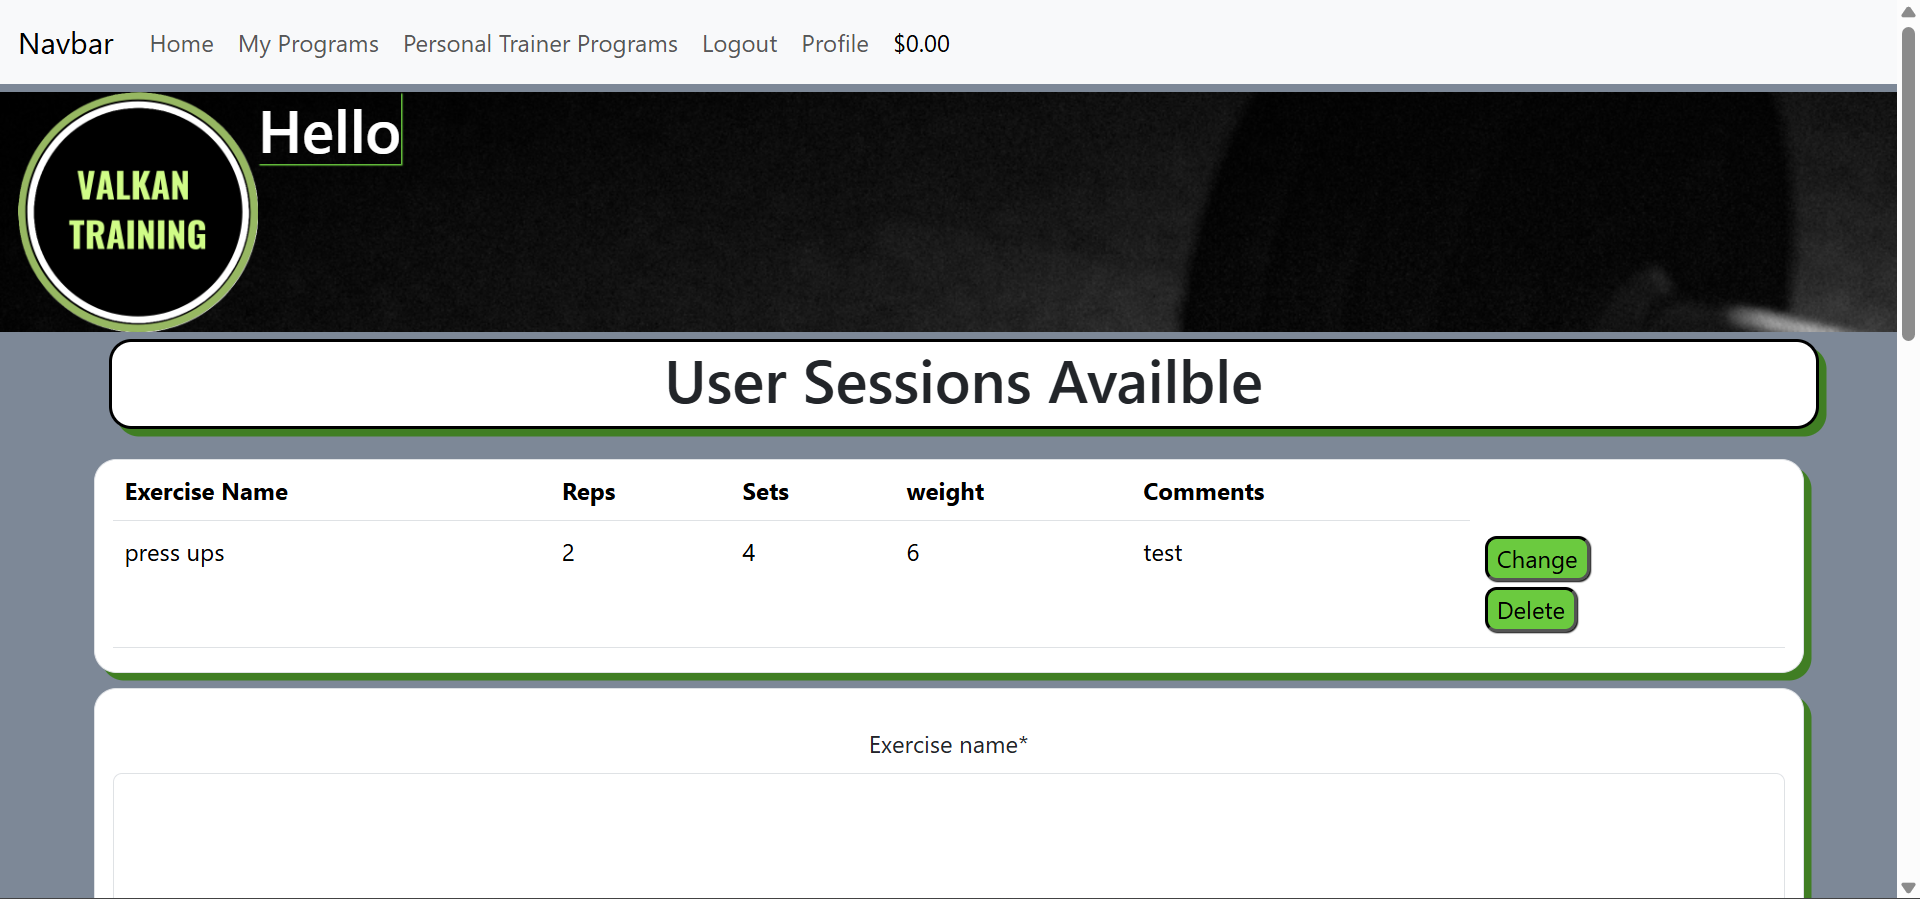 Navbar Home My Programs Personal Trainer Programs Logout Profile $0.00
Hello
VALKAN
TRAINING
User Sessions Availble
Exercise Name Reps Sets weight Comments
press ups 2 4 6 test Change
Delete
Exercise name*